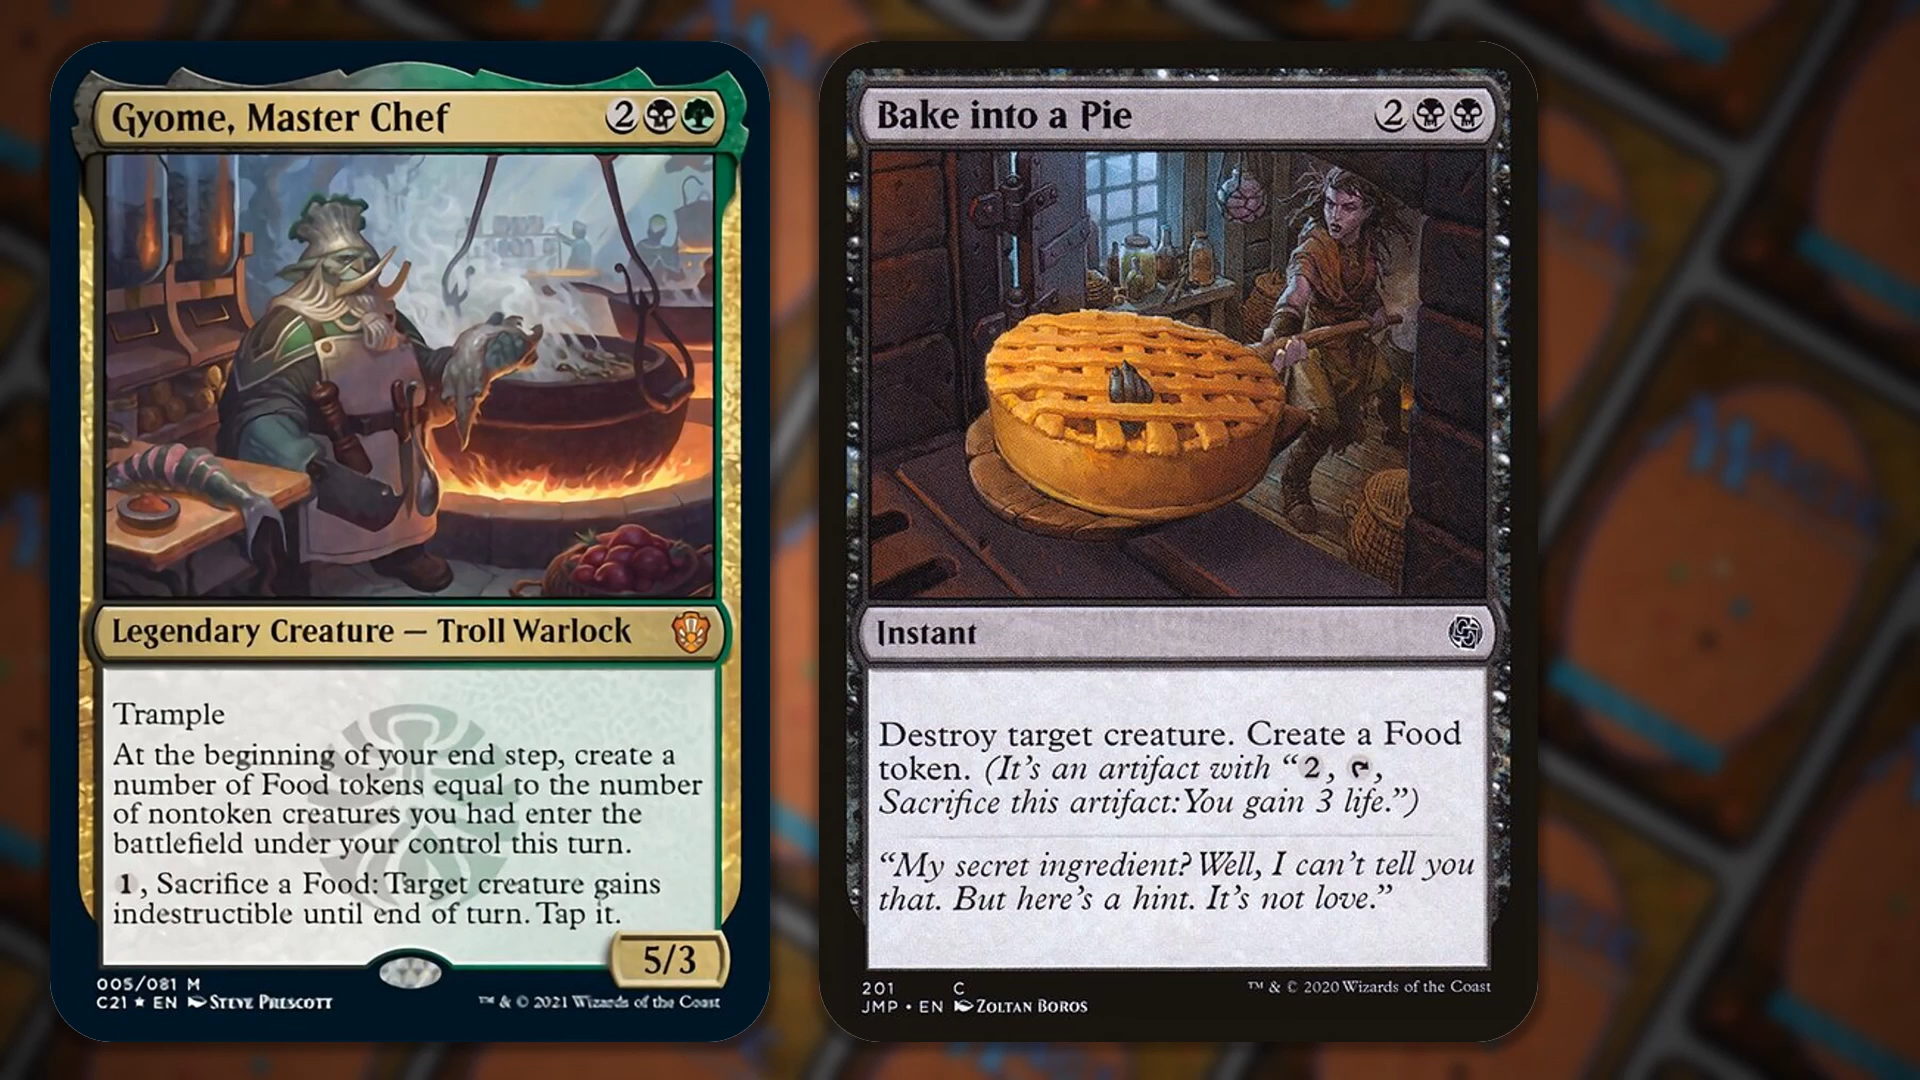 Gyome, Master Chef 2
Legendary Creature — Troll Warlock
Trample
At the beginning of your end step, create a
number of Food tokens equal to the number
of nontoken creatures you had enter the
battlefield under your control this turn.
1, Sacrifice a Food: Target creature gains
indestructible until end of turn. Tap it.
5/3
005/081 M
C21 ★ EN Steve Prescott
™ & © 2021 Wizards of the Coast
Bake into a Pie 2
Instant
Destroy target creature. Create a Food
token. (It's an artifact with “2, ,
Sacrifice this artifact: You gain 3 life.”)
“My secret ingredient? Well, I can't tell you
that. But here's a hint. It's not love.”
201 C
JMP • EN Zoltan Boros
™ & © 2020 Wizards of the Coast